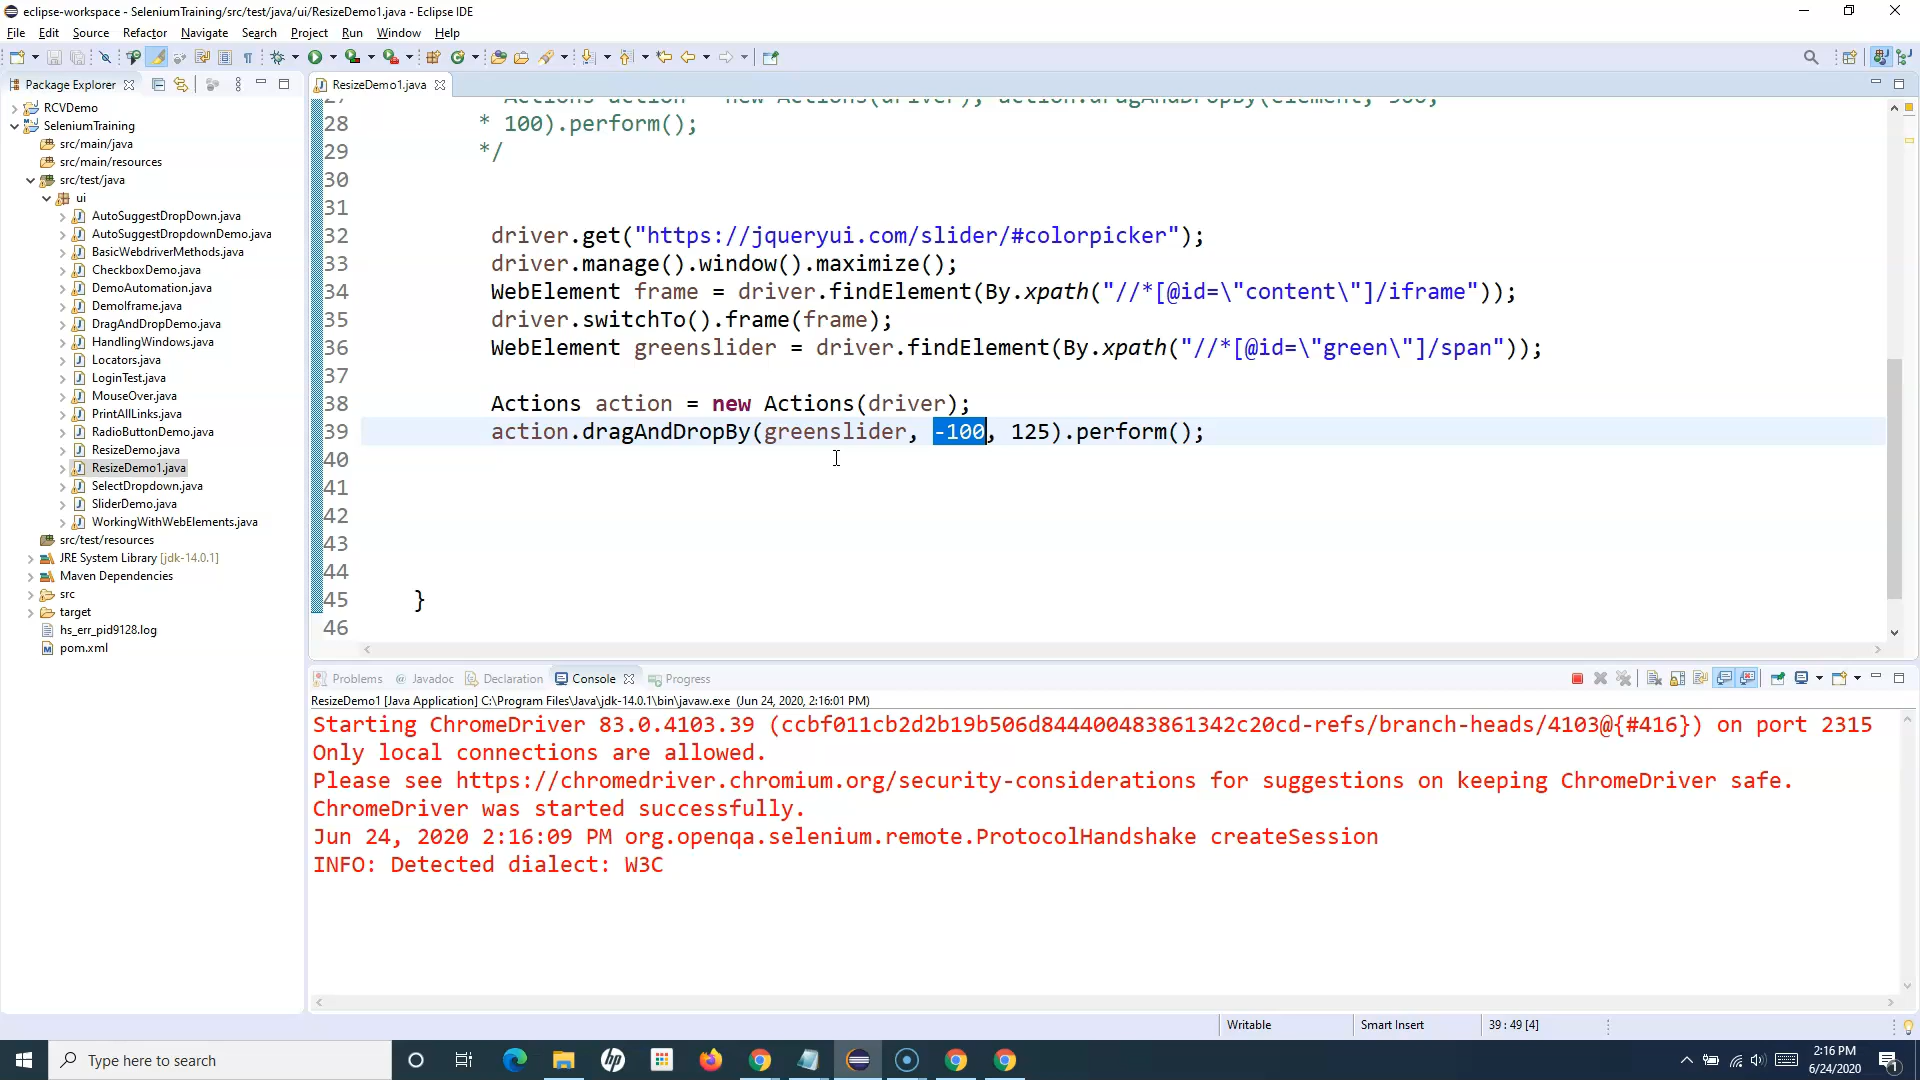 eclipse-workspace - SeleniumTraining/src/test/java/ui/ResizeDemo1.java - Eclipse IDE
File Edit Source Refactor Navigate Search Project Run Window Help
Package Explorer
RCVDemo
SeleniumTraining
src/main/java
src/main/resources
src/test/java
ui
AutoSuggestDropDown.java
AutoSuggestDropdownDemo.java
BasicWebdriverMethods.java
CheckboxDemo.java
DemoAutomation.java
DemoIframe.java
DragAndDropDemo.java
HandlingWindows.java
Locators.java
LoginTest.java
MouseOver.java
PrintAllLinks.java
RadioButtonDemo.java
ResizeDemo.java
ResizeDemo1.java
SelectDropdown.java
SliderDemo.java
WorkingWithWebElements.java
src/test/resources
JRE System Library [jdk-14.0.1]
Maven Dependencies
src
target
hs_err_pid9128.log
pom.xml
ResizeDemo1.java
27 Actions action = new Actions(driver); action.dragAndDropBy(element, 300,
28 * 100).perform();
29 */
30
31
32 driver.get("https://jqueryui.com/slider/#colorpicker");
33 driver.manage().window().maximize();
34 WebElement frame = driver.findElement(By.xpath("//*[@id=\"content\"]/iframe"));
35 driver.switchTo().frame(frame);
36 WebElement greenslider = driver.findElement(By.xpath("//*[@id=\"green\"]/span"));
37
38 Actions action = new Actions(driver);
39 action.dragAndDropBy(greenslider, -100, 125).perform();
40
41
42
43
44
45 }
46
Problems Javadoc Declaration Console Progress
ResizeDemo1 [Java Application] C:\Program Files\Java\jdk-14.0.1\bin\javaw.exe (Jun 24, 2020, 2:16:01 PM)
Starting ChromeDriver 83.0.4103.39 (ccbf011cb2d2b19b506d844400483861342c20cd-refs/branch-heads/4103@{#416}) on port 2315
Only local connections are allowed.
Please see https://chromedriver.chromium.org/security-considerations for suggestions on keeping ChromeDriver safe.
ChromeDriver was started successfully.
Jun 24, 2020 2:16:09 PM org.openqa.selenium.remote.ProtocolHandshake createSession
INFO: Detected dialect: W3C
Writable Smart Insert 39 : 49 [4]
Type here to search
2:16 PM
6/24/2020